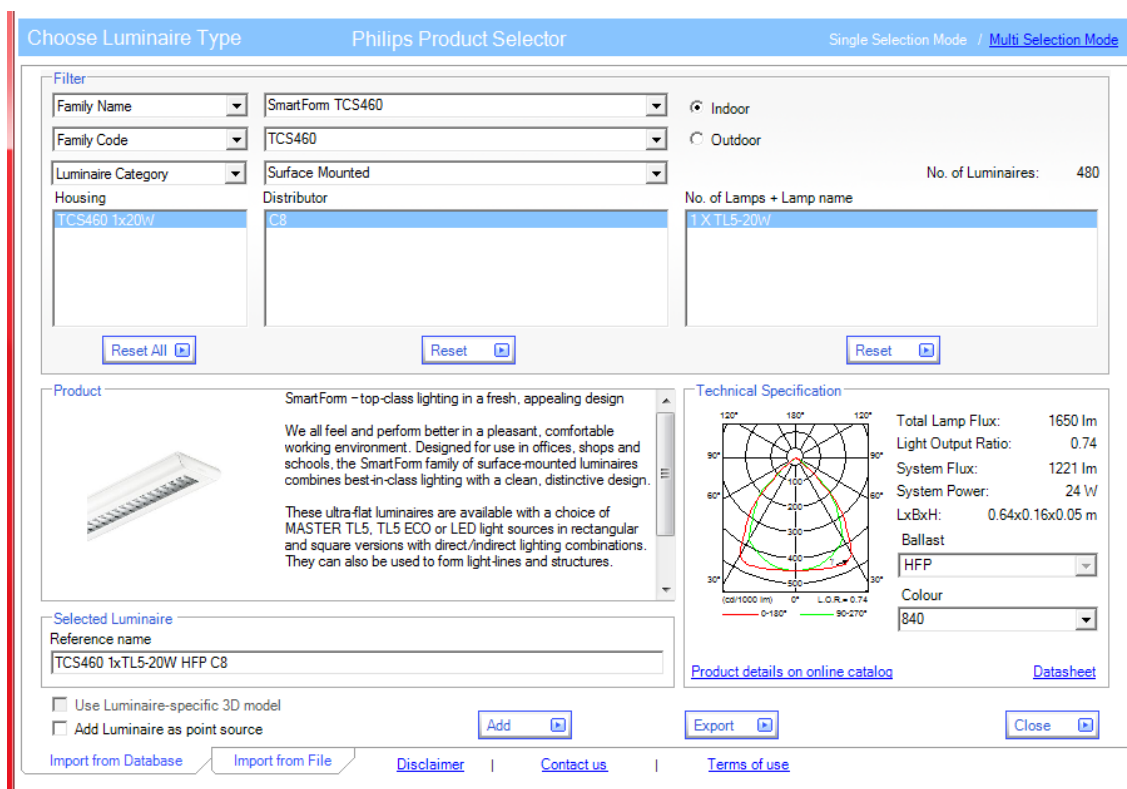 Choose Luminaire Type Philips Product Selector Single Selection Mode / Multi Selection Mode
Filter
Family Name SmartForm TCS460 Indoor
Family Code TCS460 Outdoor
Luminaire Category Surface Mounted No. of Luminaires: 480
Housing Distributor No. of Lamps + Lamp name
TCS460 1x20W C8 1 X TL5-20W
Reset All Reset Reset
Product
SmartForm – top-class lighting in a fresh, appealing design
We all feel and perform better in a pleasant, comfortable
working environment. Designed for use in offices, shops and
schools, the SmartForm family of surface-mounted luminaires
combines best-in-class lighting with a clean, distinctive design.
These ultra-flat luminaires are available with a choice of
MASTER TL5, TL5 ECO or LED light sources in rectangular
and square versions with direct/indirect lighting combinations.
They can also be used to form light-lines and structures.
Technical Specification
120° 180° 120°
90° 90°
100
60° 60°
200
300
400
30° 30°
500
(cd/1000 lm) 0° L.O.R.= 0.74
0-180° 90-270°
Total Lamp Flux: 1650 lm
Light Output Ratio: 0.74
System Flux: 1221 lm
System Power: 24 W
LxBxH: 0.64x0.16x0.05 m
Ballast
HFP
Colour
840
Product details on online catalog Datasheet
Selected Luminaire
Reference name
TCS460 1xTL5-20W HFP C8
Use Luminaire-specific 3D model
Add Luminaire as point source
Add Export Close
Import from Database Import from File Disclaimer | Contact us | Terms of use